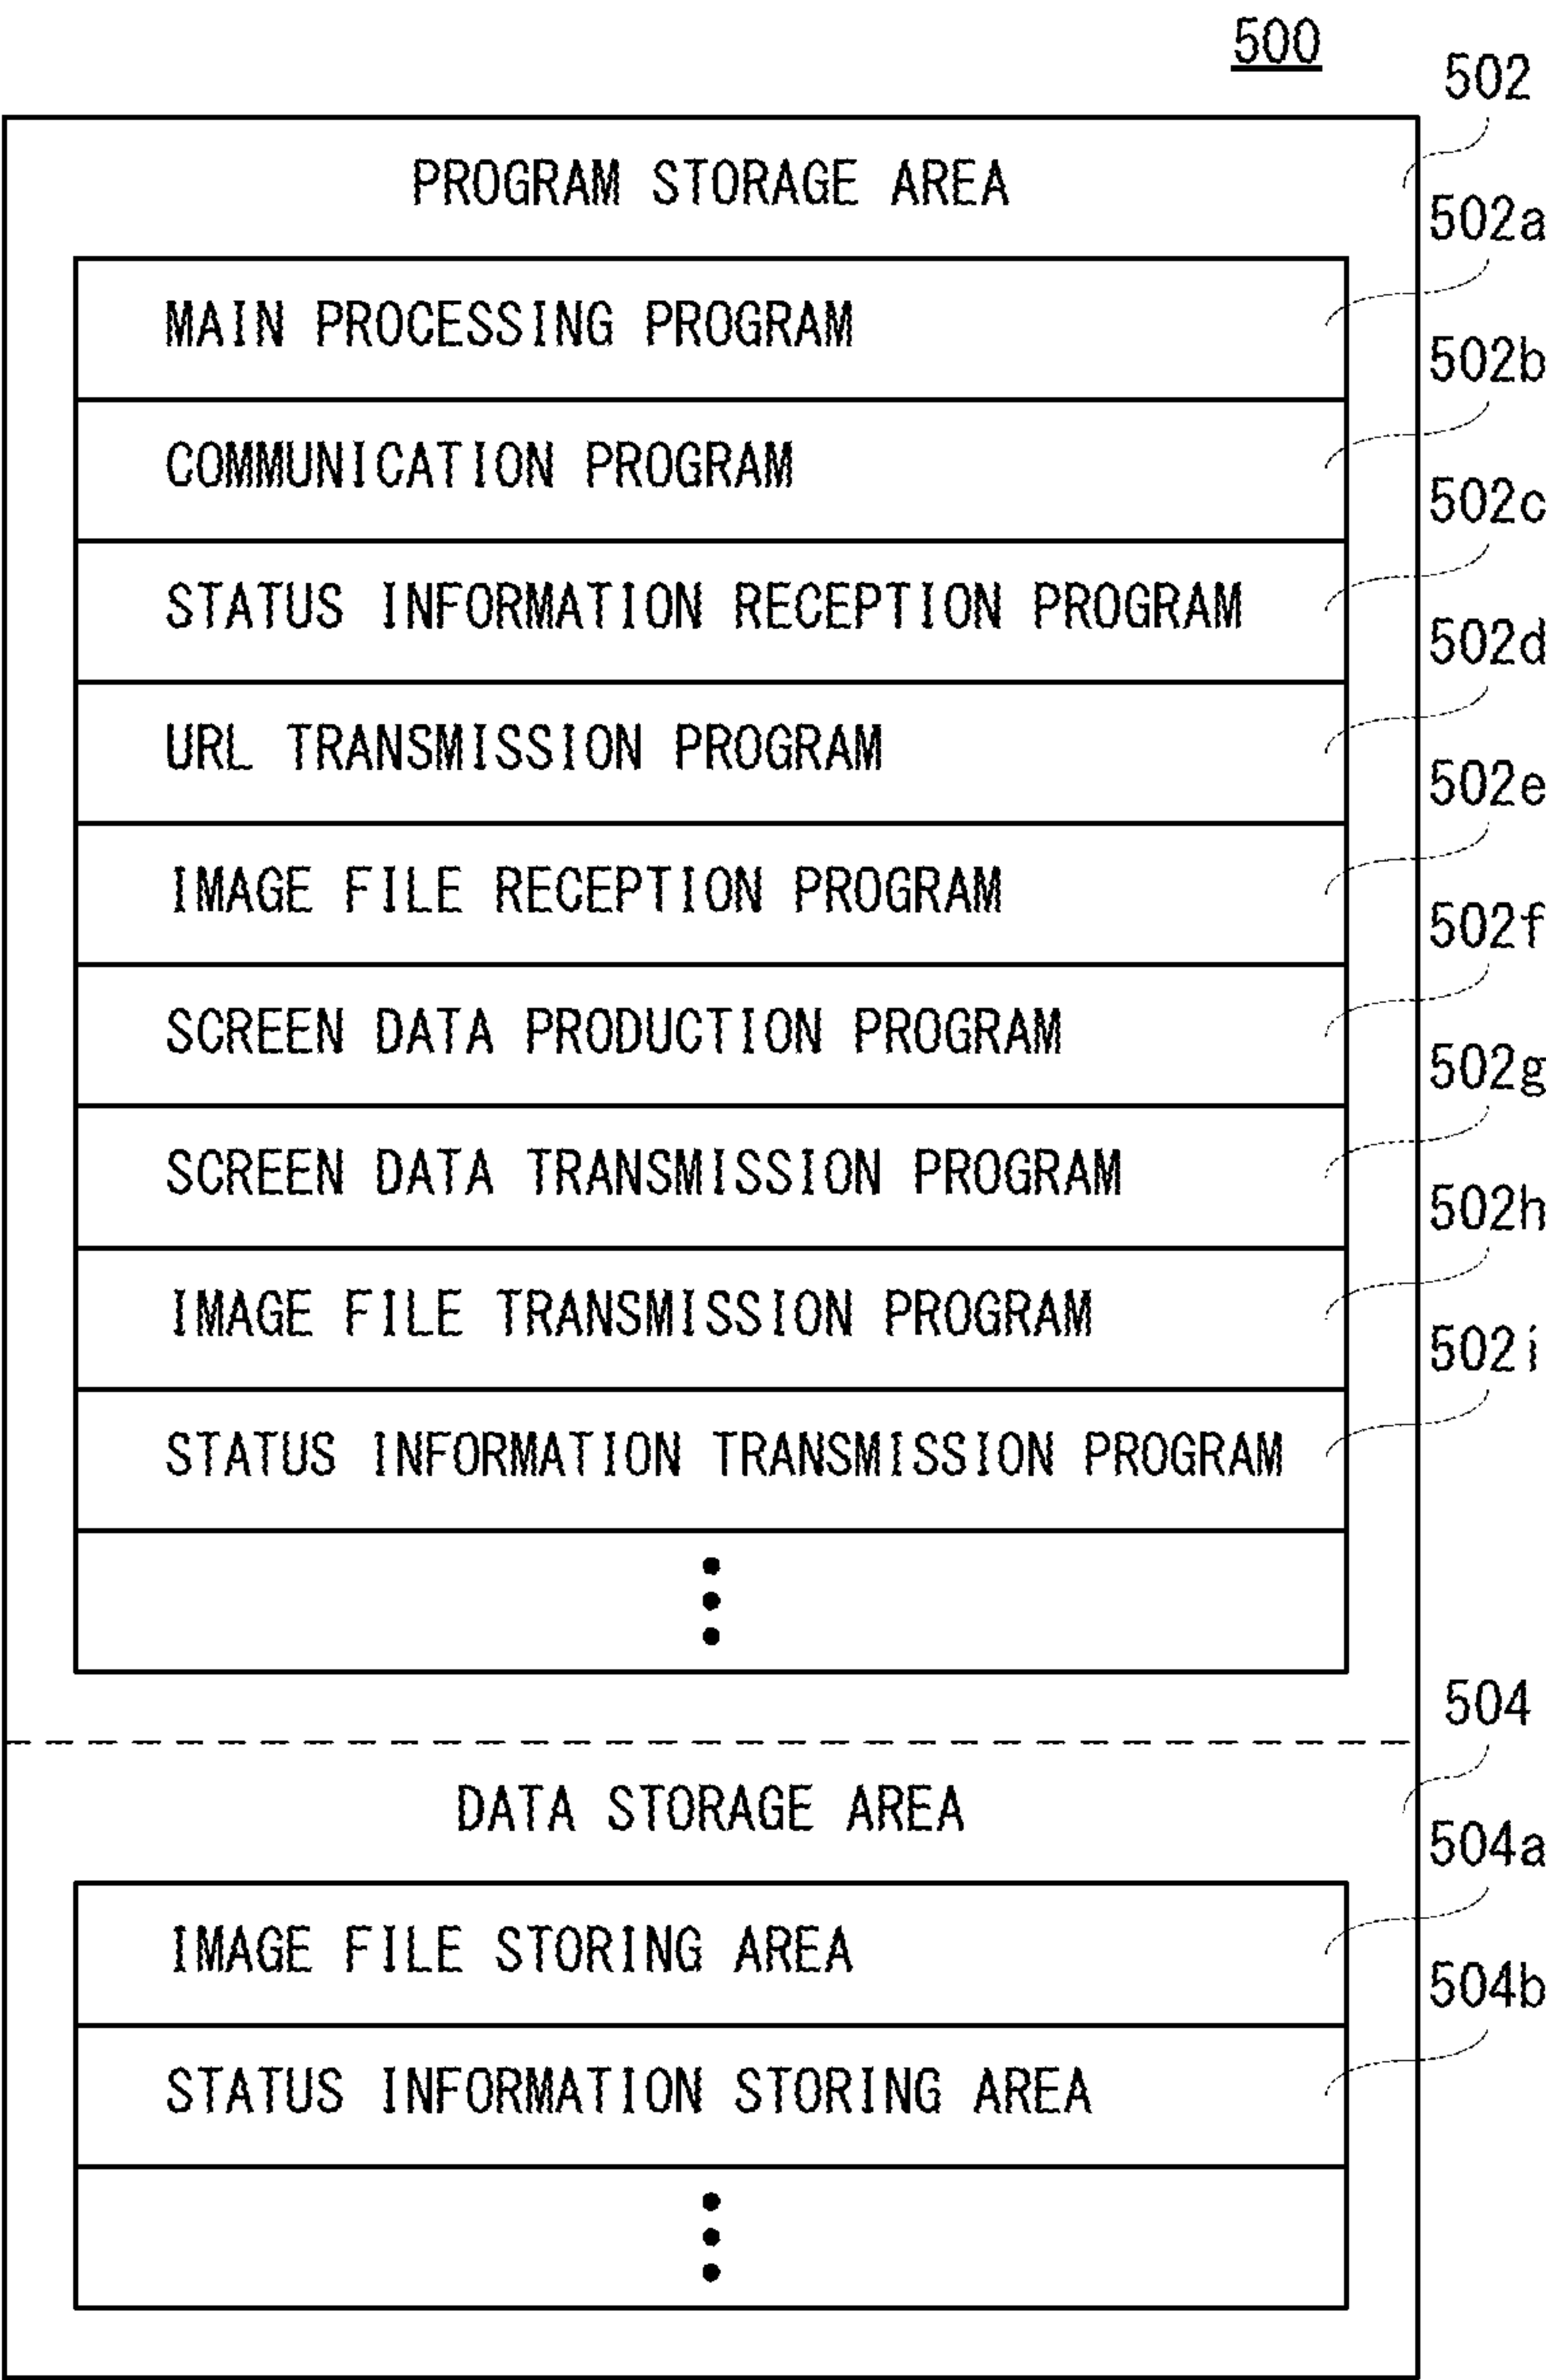 500
502
PROGRAM STORAGE AREA
502a
MAIN PROCESSING PROGRAM
502b
COMMUNICATION PROGRAM
502c
STATUS INFORMATION RECEPTION PROGRAM
502d
URL TRANSMISSION PROGRAM
502e
IMAGE FILE RECEPTION PROGRAM
502f
SCREEN DATA PRODUCTION PROGRAM
502g
SCREEN DATA TRANSMISSION PROGRAM
502h
IMAGE FILE TRANSMISSION PROGRAM
502i
STATUS INFORMATION TRANSMISSION PROGRAM
504
DATA STORAGE AREA
504a
IMAGE FILE STORING AREA
504b
STATUS INFORMATION STORING AREA